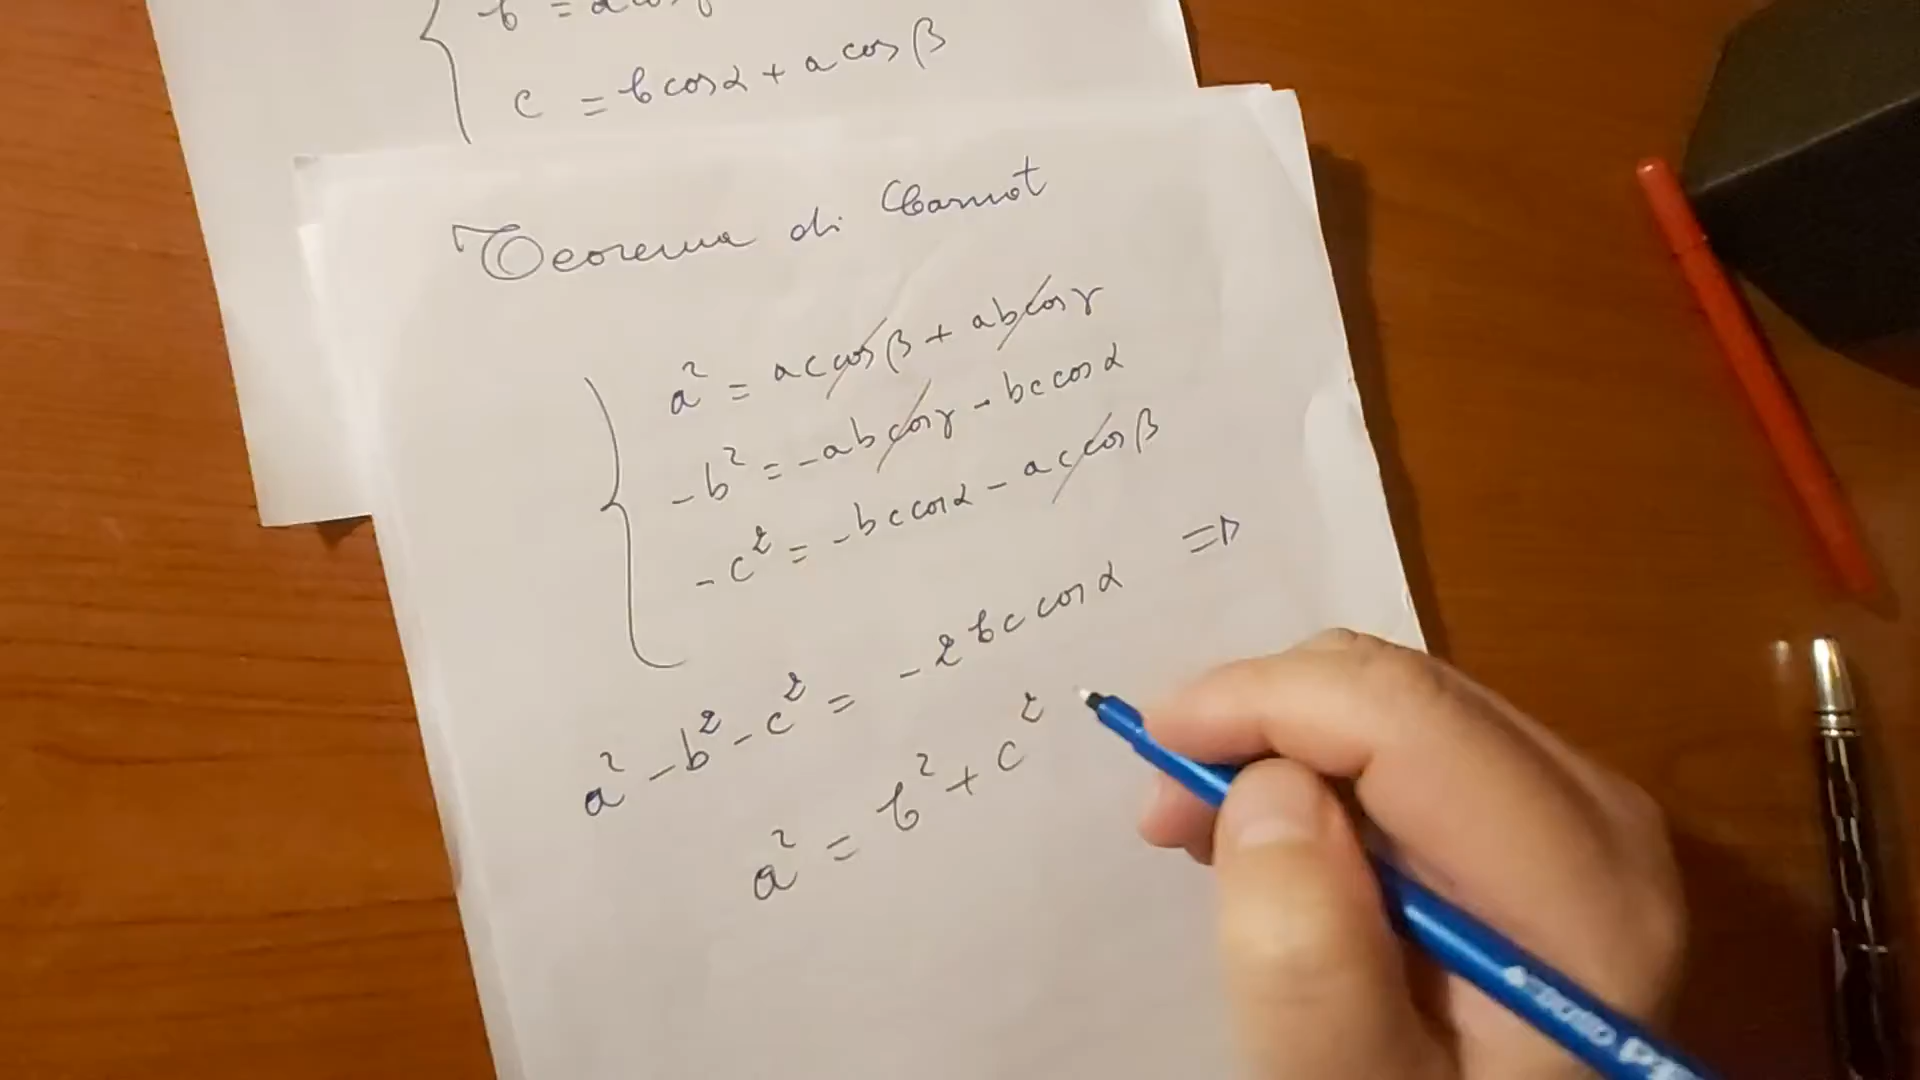 b = a cos
c = b cos α + a cos β
Teorema di Carnot
a² = ac cos β + ab cos γ
-b² = -ab cos γ - bc cos α
-c² = -bc cos α - ac cos β
a² - b² - c² = -2bc cos α ⇒
a² = b² + c²